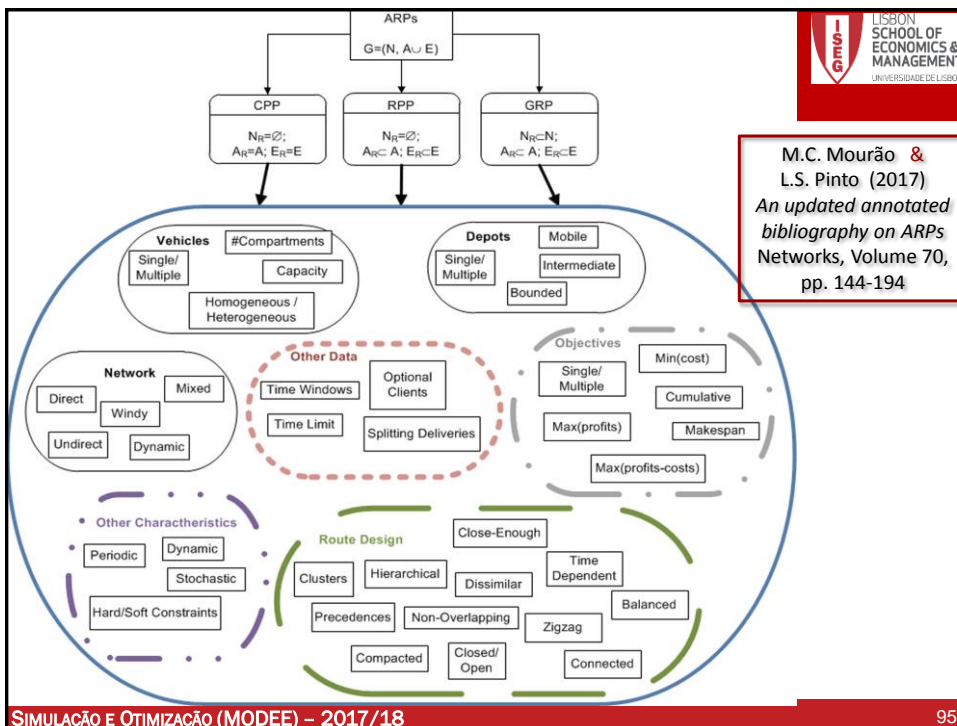 ARPs
G=(N, A∪ E)
CPP
N_R=∅;
A_R=A; E_R=E
RPP
N_R=∅;
A_R⊂ A; E_R⊂E
GRP
N_R⊂N;
A_R⊂ A; E_R⊂E
ISEG
LISBON
SCHOOL OF
ECONOMICS &
MANAGEMENT
UNIVERSIDADE DE LISBO
M.C. Mourão &
L.S. Pinto (2017)
An updated annotated
bibliography on ARPs
Networks, Volume 70,
pp. 144-194
Vehicles
#Compartments
Single/
Multiple
Capacity
Homogeneous /
Heterogeneous
Depots
Mobile
Single/
Multiple
Intermediate
Bounded
Network
Direct
Mixed
Windy
Undirect
Dynamic
Other Data
Time Windows
Optional
Clients
Time Limit
Splitting Deliveries
Objectives
Single/
Multiple
Min(cost)
Cumulative
Max(profits)
Makespan
Max(profits-costs)
Other Charactheristics
Periodic
Dynamic
Stochastic
Hard/Soft Constraints
Route Design
Close-Enough
Clusters
Hierarchical
Dissimilar
Time
Dependent
Precedences
Non-Overlapping
Zigzag
Balanced
Compacted
Closed/
Open
Connected
SIMULAÇÃO E OTIMIZAÇÃO (MODEE) – 2017/18
95